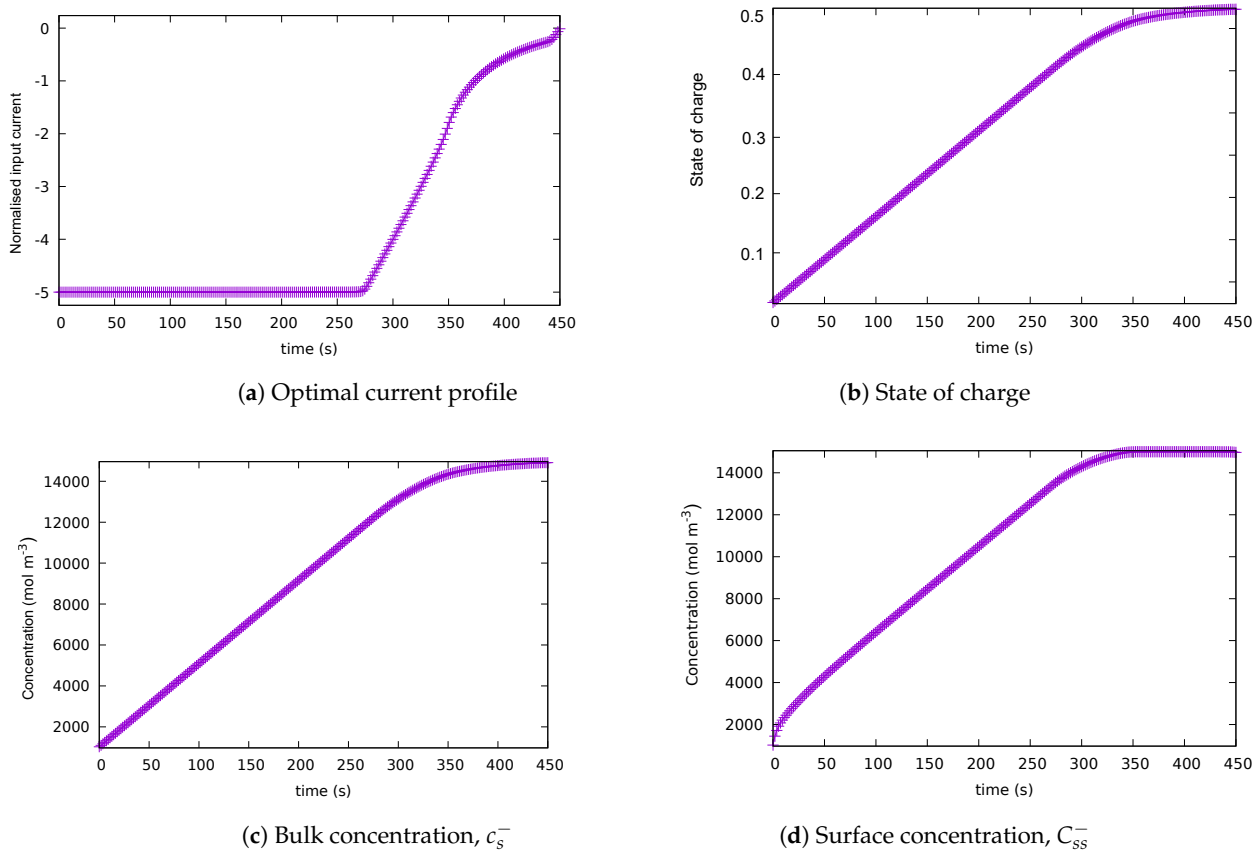 0
-1
-2
-3
-4
-5
Normalised input current
0 50 100 150 200 250 300 350 400 450
time (s)
(a) Optimal current profile
0.5
0.4
0.3
0.2
0.1
State of charge
0 50 100 150 200 250 300 350 400 450
time (s)
(b) State of charge
14000
12000
10000
8000
6000
4000
2000
Concentration (mol m⁻³)
0 50 100 150 200 250 300 350 400 450
time (s)
(c) Bulk concentration, cₛ⁻
14000
12000
10000
8000
6000
4000
2000
Concentration (mol m⁻³)
0 50 100 150 200 250 300 350 400 450
time (s)
(d) Surface concentration, Cₛₛ⁻